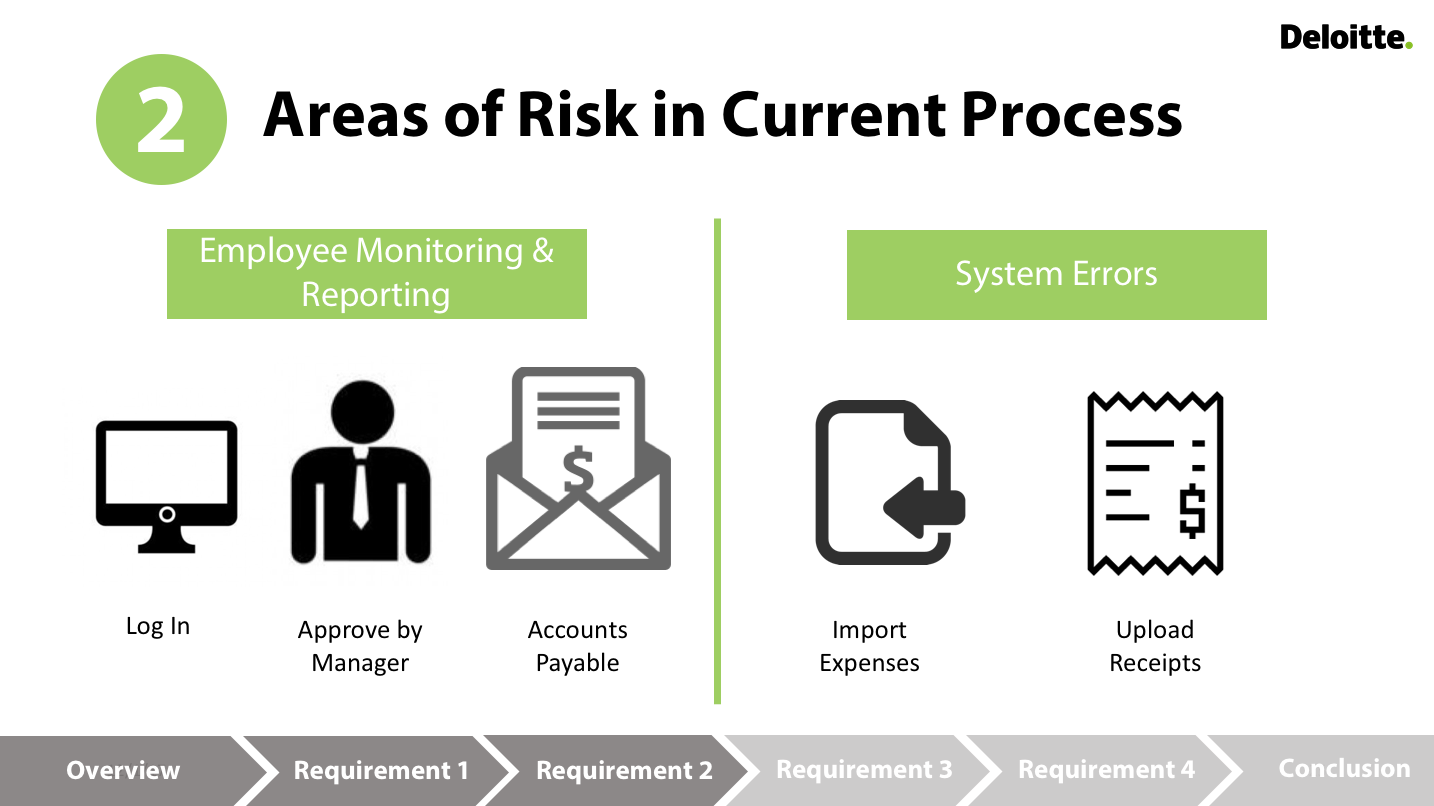 Deloitte.
2
Areas of Risk in Current Process
Employee Monitoring &
Reporting
System Errors
$
$
Log In
Approve by
Manager
Accounts
Payable
Import
Expenses
Upload
Receipts
Overview
Requirement 1
Requirement 2
Requirement 3
Requirement 4
Conclusion